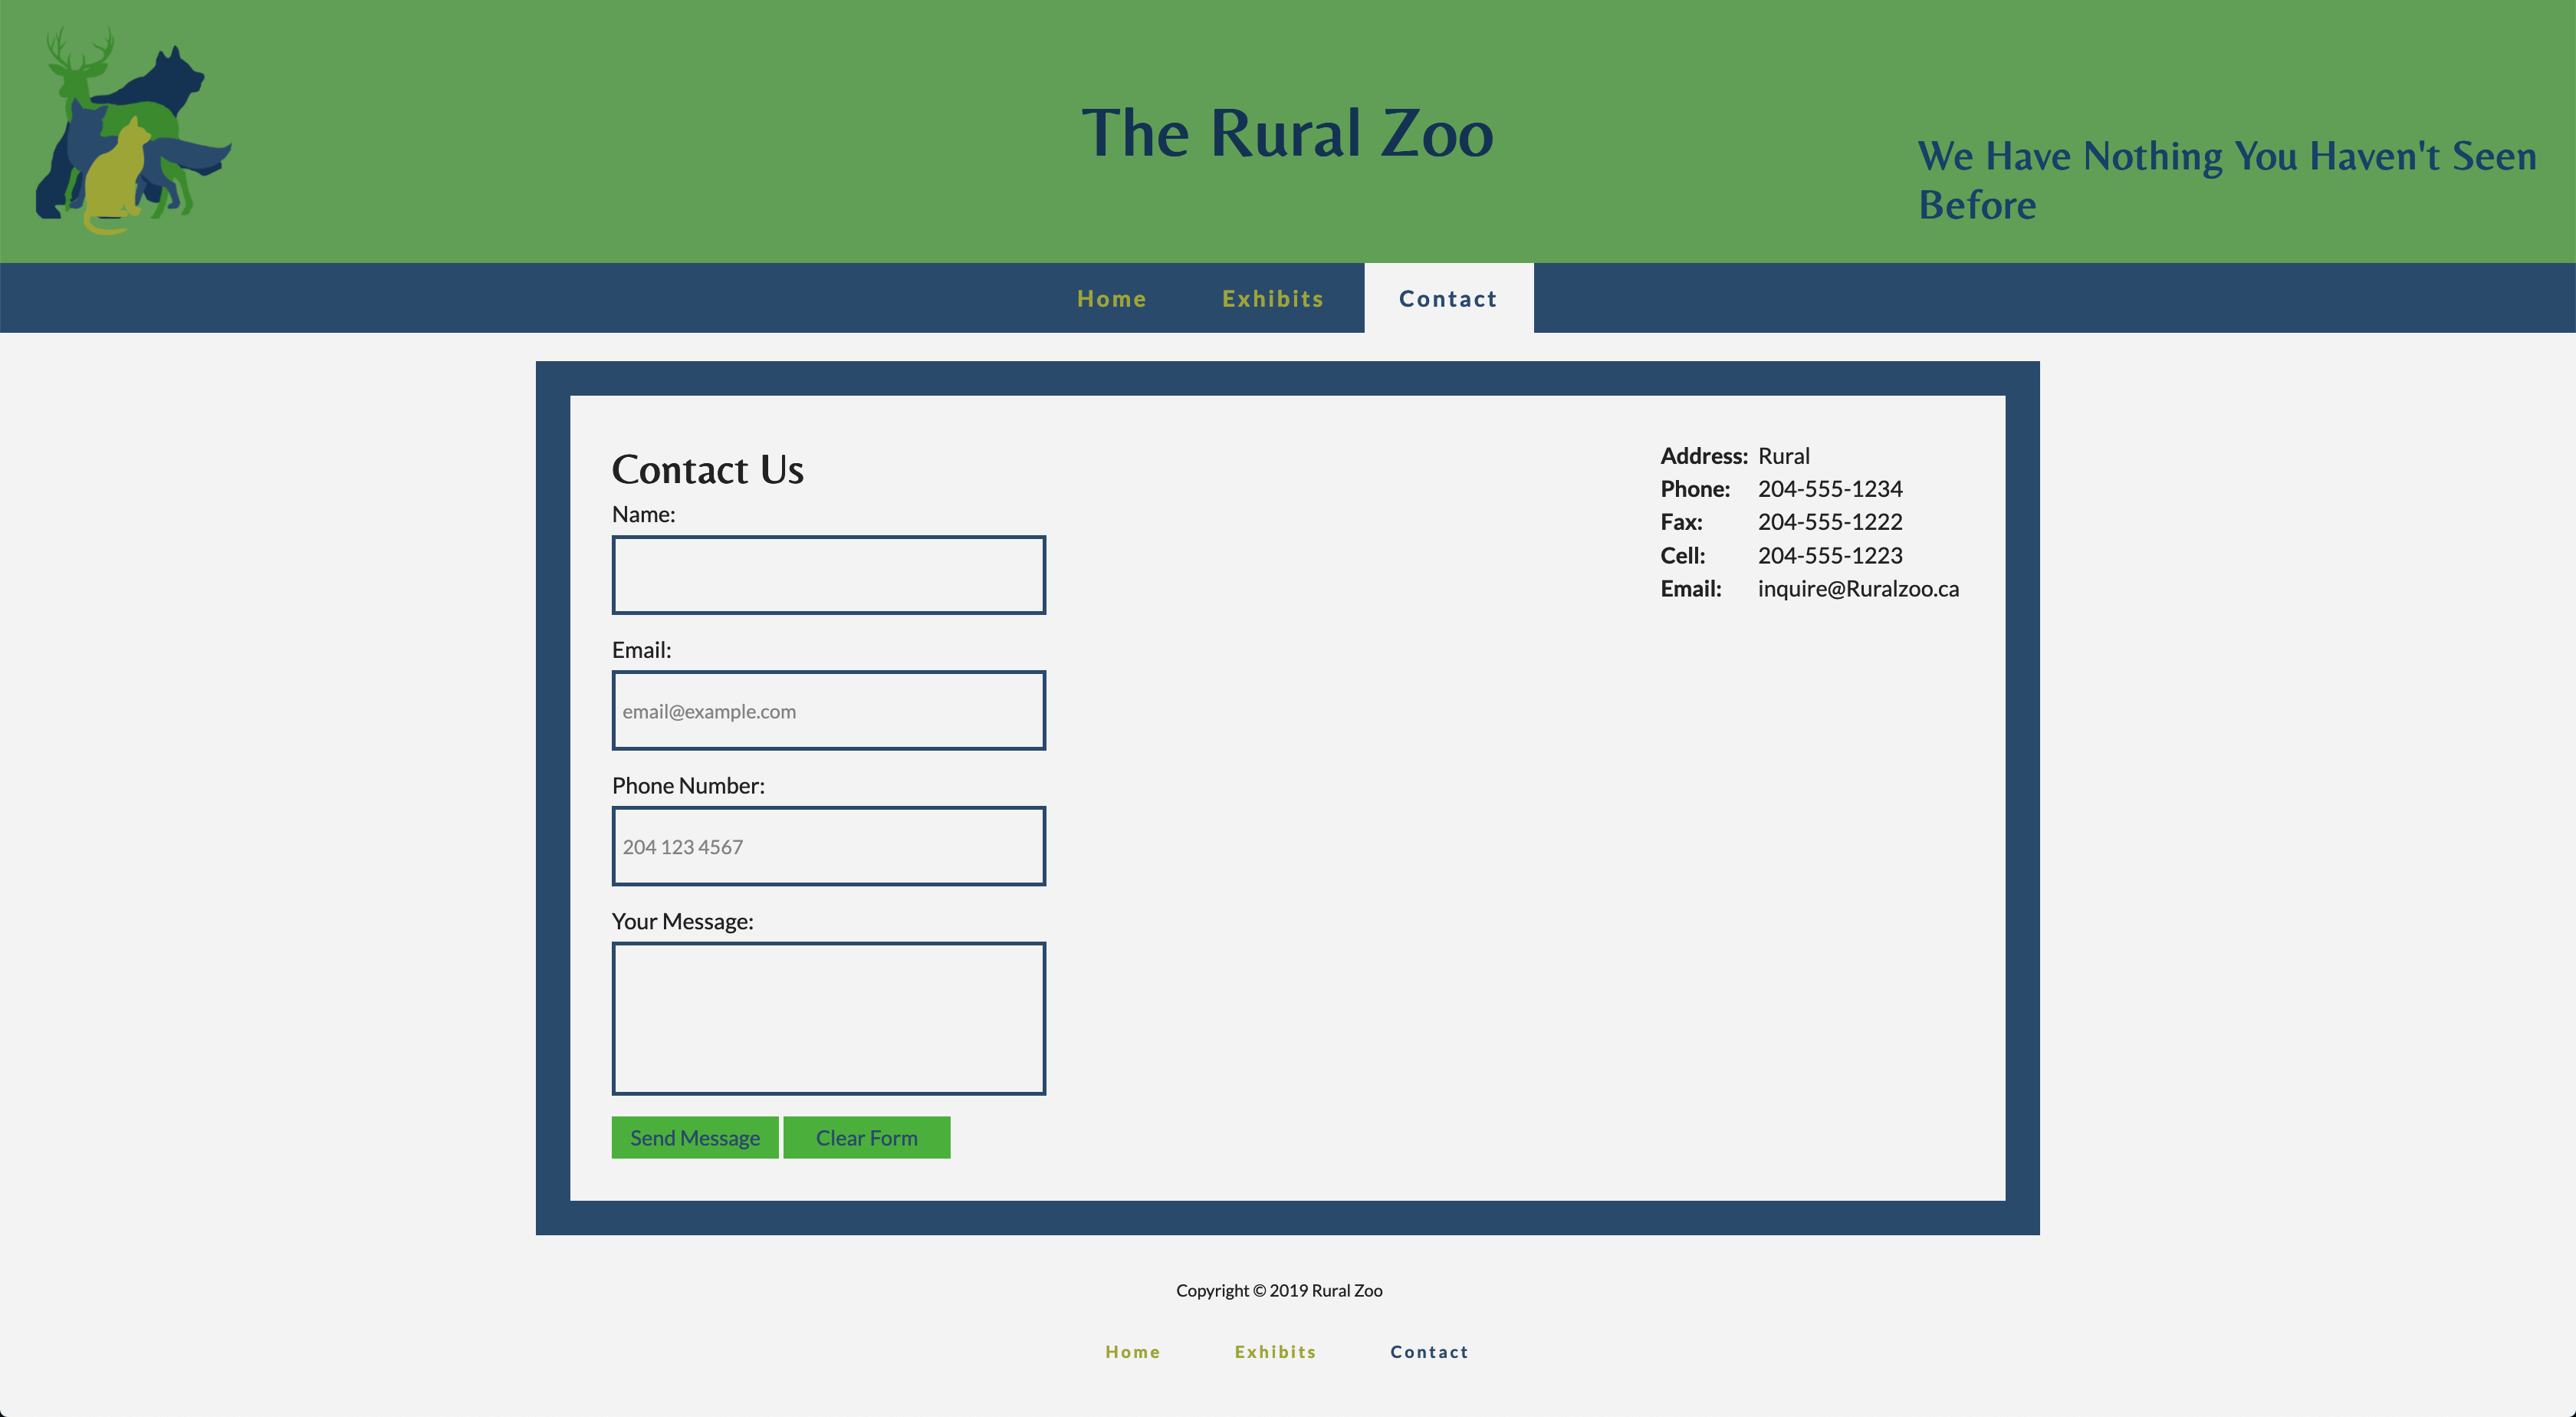 The Rural Zoo
We Have Nothing You Haven't Seen
Before
Home
Exhibits
Contact
Contact Us
Name:
Email:
email@example.com
Phone Number:
204 123 4567
Your Message:
Send Message
Clear Form
Address: Rural
Phone: 204-555-1234
Fax: 204-555-1222
Cell: 204-555-1223
Email: inquire@Ruralzoo.ca
Copyright © 2019 Rural Zoo
Home
Exhibits
Contact